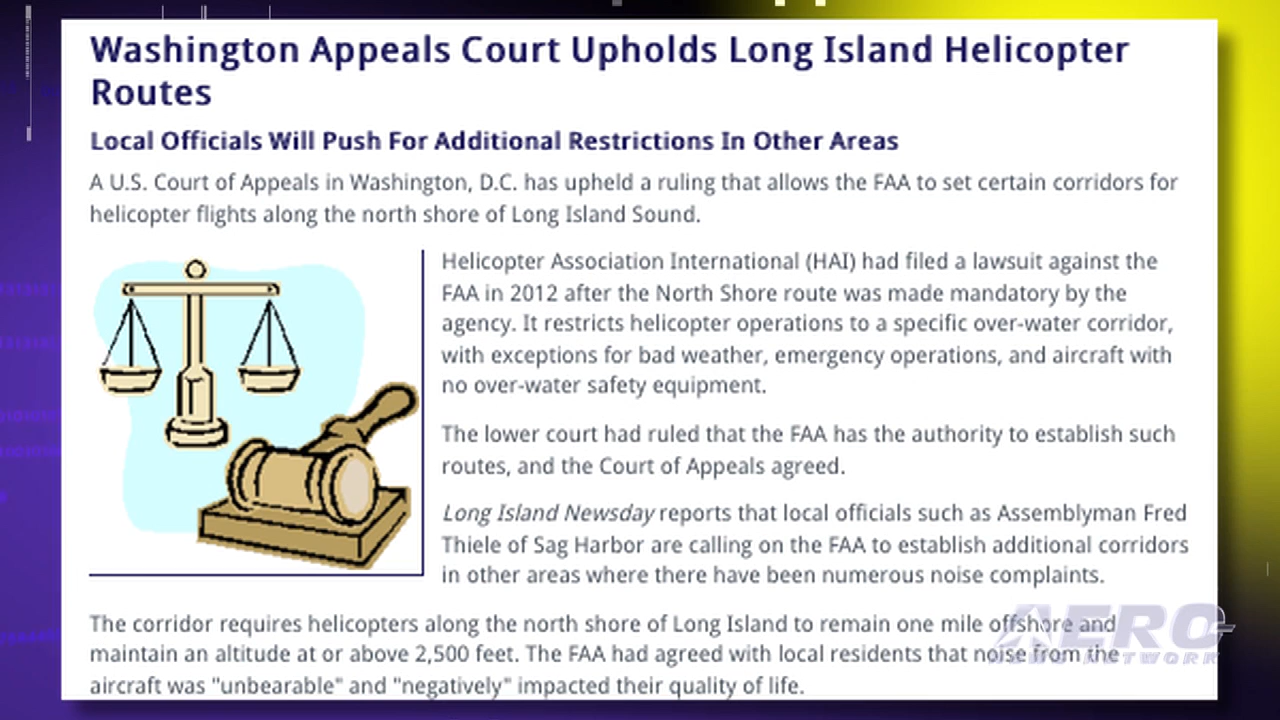 Washington Appeals Court Upholds Long Island Helicopter
Routes
Local Officials Will Push For Additional Restrictions In Other Areas
A U.S. Court of Appeals in Washington, D.C. has upheld a ruling that allows the FAA to set certain corridors for
helicopter flights along the north shore of Long Island Sound.
Helicopter Association International (HAI) had filed a lawsuit against the
FAA in 2012 after the North Shore route was made mandatory by the
agency. It restricts helicopter operations to a specific over-water corridor,
with exceptions for bad weather, emergency operations, and aircraft with
no over-water safety equipment.
The lower court had ruled that the FAA has the authority to establish such
routes, and the Court of Appeals agreed.
Long Island Newsday reports that local officials such as Assemblyman Fred
Thiele of Sag Harbor are calling on the FAA to establish additional corridors
in other areas where there have been numerous noise complaints.
The corridor requires helicopters along the north shore of Long Island to remain one mile offshore and
maintain an altitude at or above 2,500 feet. The FAA had agreed with local residents that noise from the
aircraft was "unbearable" and "negatively" impacted their quality of life.
AERO
NEWS NETWORK